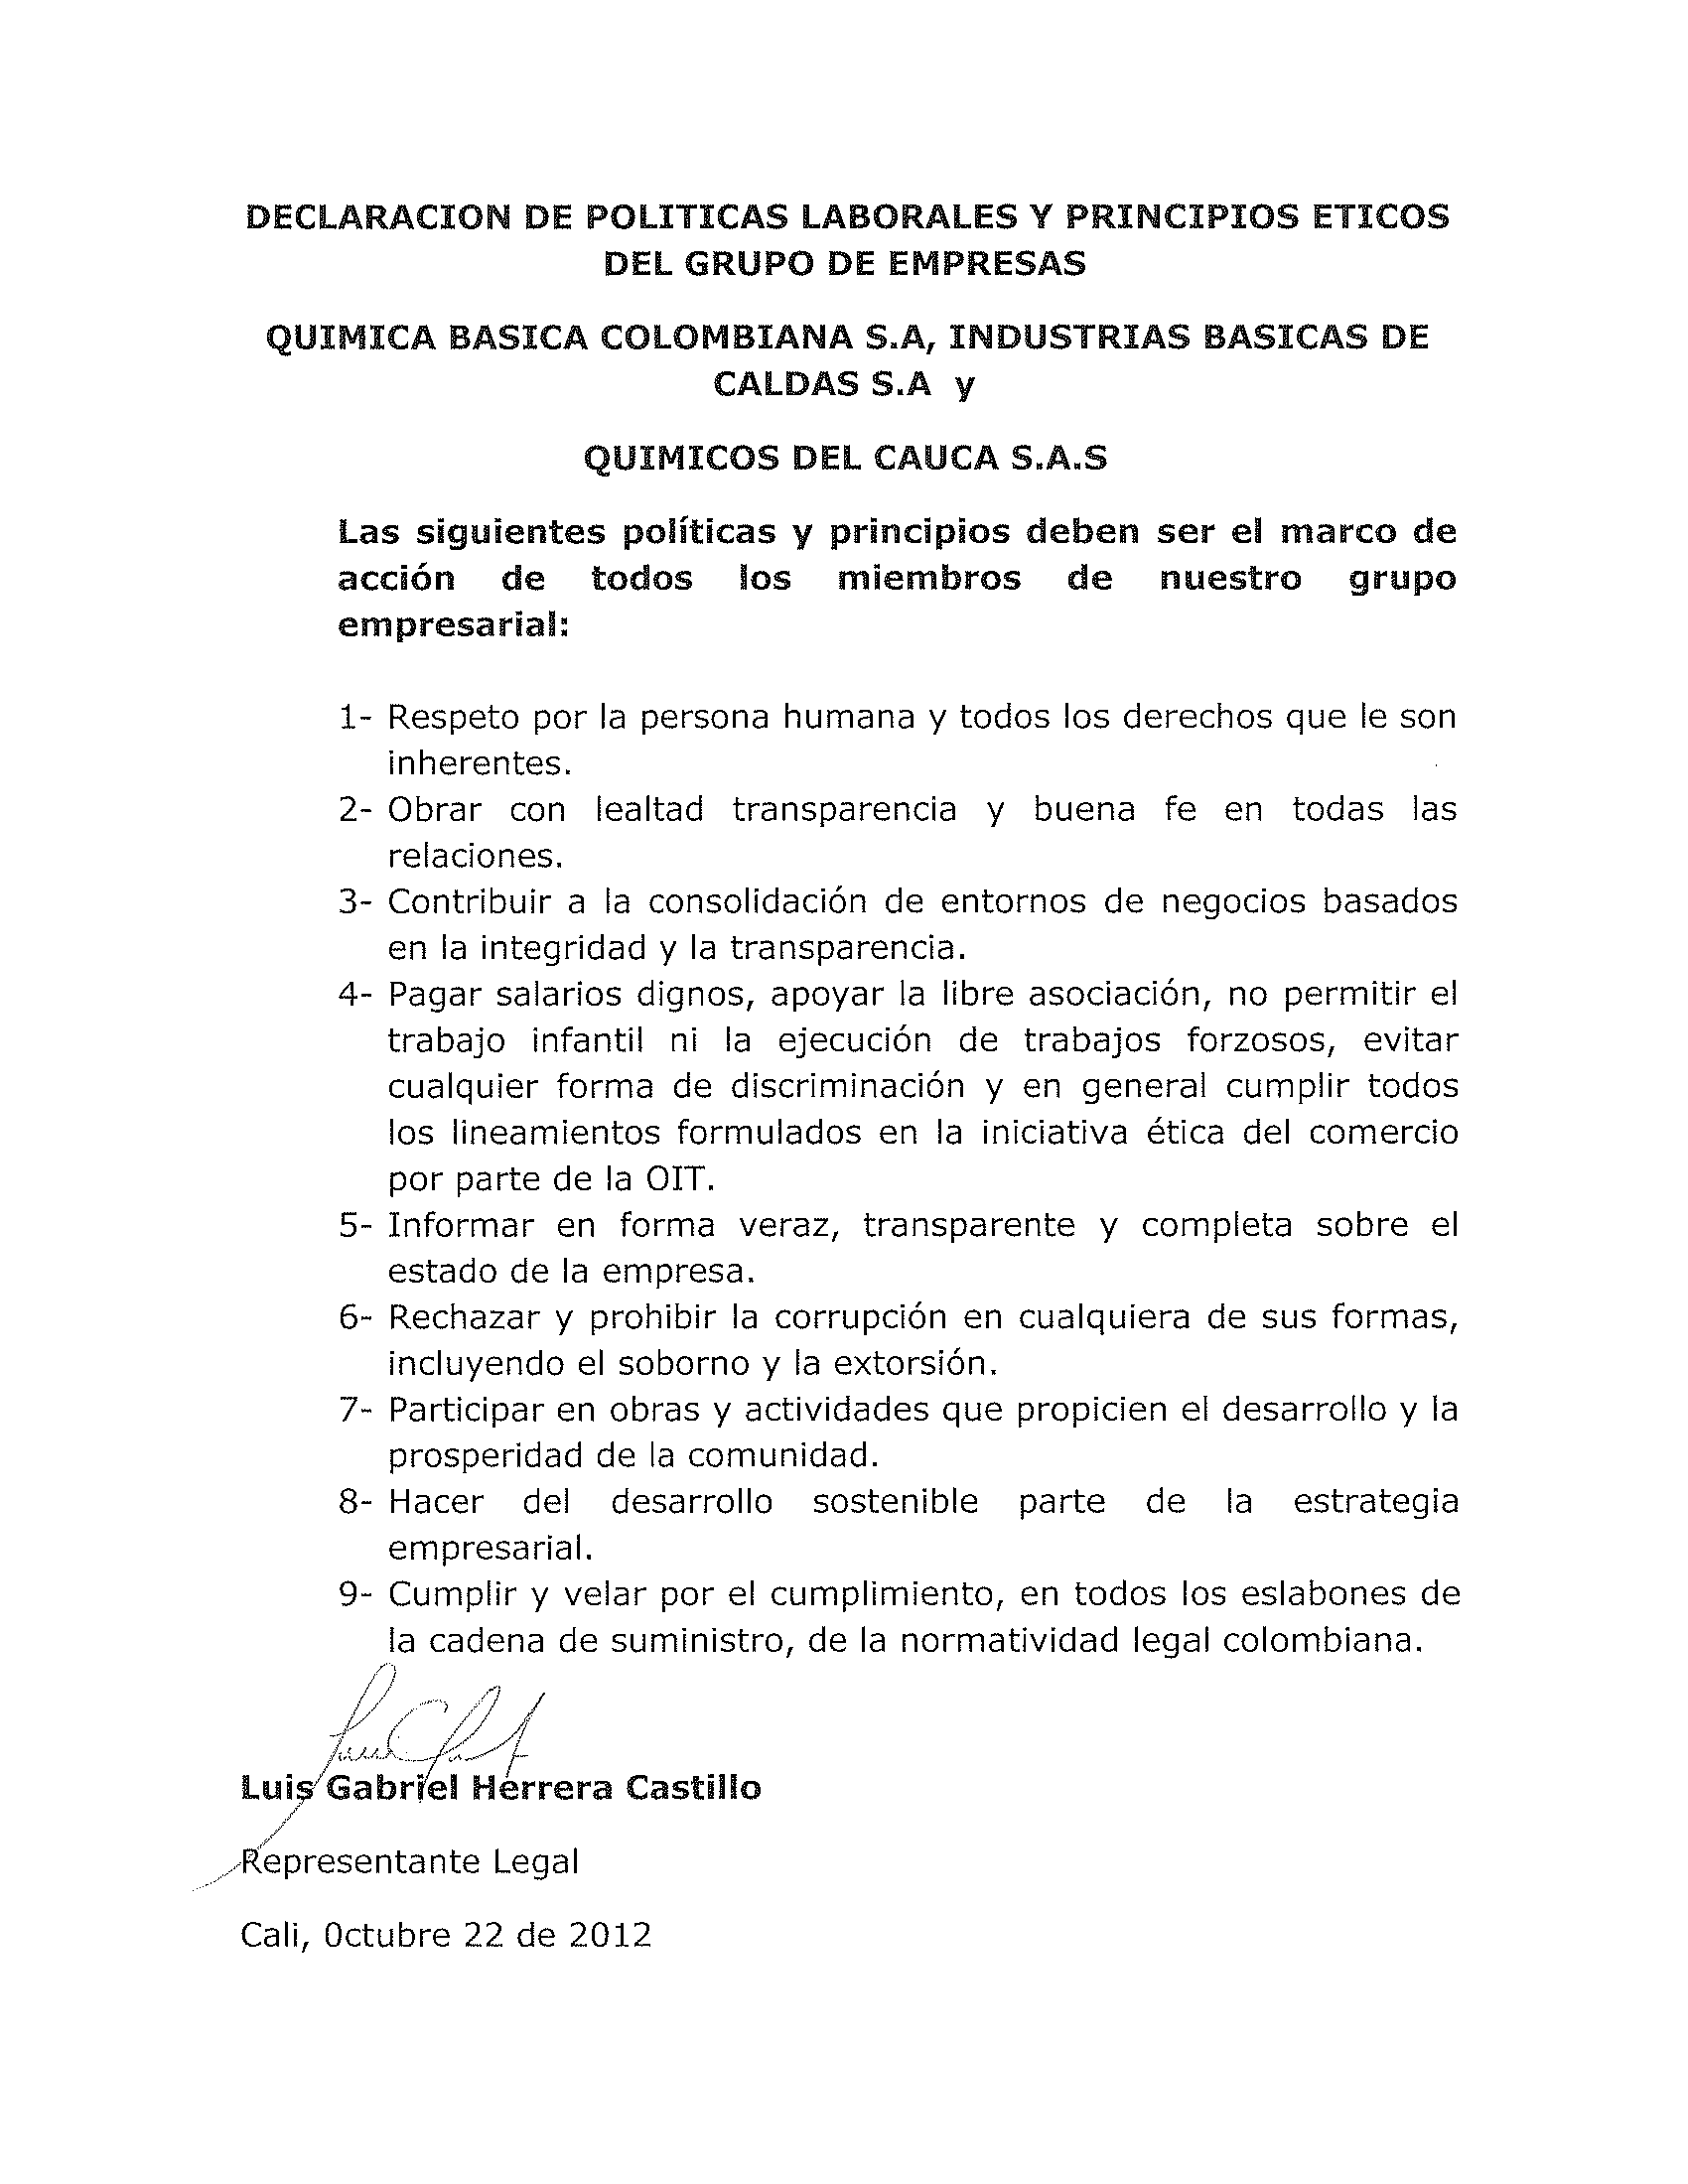 DECLARACION DE POLITICAS LABORALES Y PRINCIPIOS ETICOS
DEL GRUPO DE EMPRESAS
QUIMICA BASICA COLOMBIANA S.A, INDUSTRIAS BASICAS DE
CALDAS S.A y
QUIMICOS DEL CAUCA S.A.S
Las siguientes políticas y principios deben ser el marco de
acción de todos los miembros de nuestro grupo
empresarial:
1- Respeto por la persona humana y todos los derechos que le son
inherentes.
2- Obrar con lealtad transparencia y buena fe en todas las
relaciones.
3- Contribuir a la consolidación de entornos de negocios basados
en la integridad y la transparencia.
4- Pagar salarios dignos, apoyar la libre asociación, no permitir el
trabajo infantil ni la ejecución de trabajos forzosos, evitar
cualquier forma de discriminación y en general cumplir todos
los lineamientos formulados en la iniciativa ética del comercio
por parte de la OIT.
5- Informar en forma veraz, transparente y completa sobre el
estado de la empresa.
6- Rechazar y prohibir la corrupción en cualquiera de sus formas,
incluyendo el soborno y la extorsión.
7- Participar en obras y actividades que propicien el desarrollo y la
prosperidad de la comunidad.
8- Hacer del desarrollo sostenible parte de la estrategia
empresarial.
9- Cumplir y velar por el cumplimiento, en todos los eslabones de
la cadena de suministro, de la normatividad legal colombiana.
Luis Gabriel Herrera Castillo
Representante Legal
Cali, 0ctubre 22 de 2012